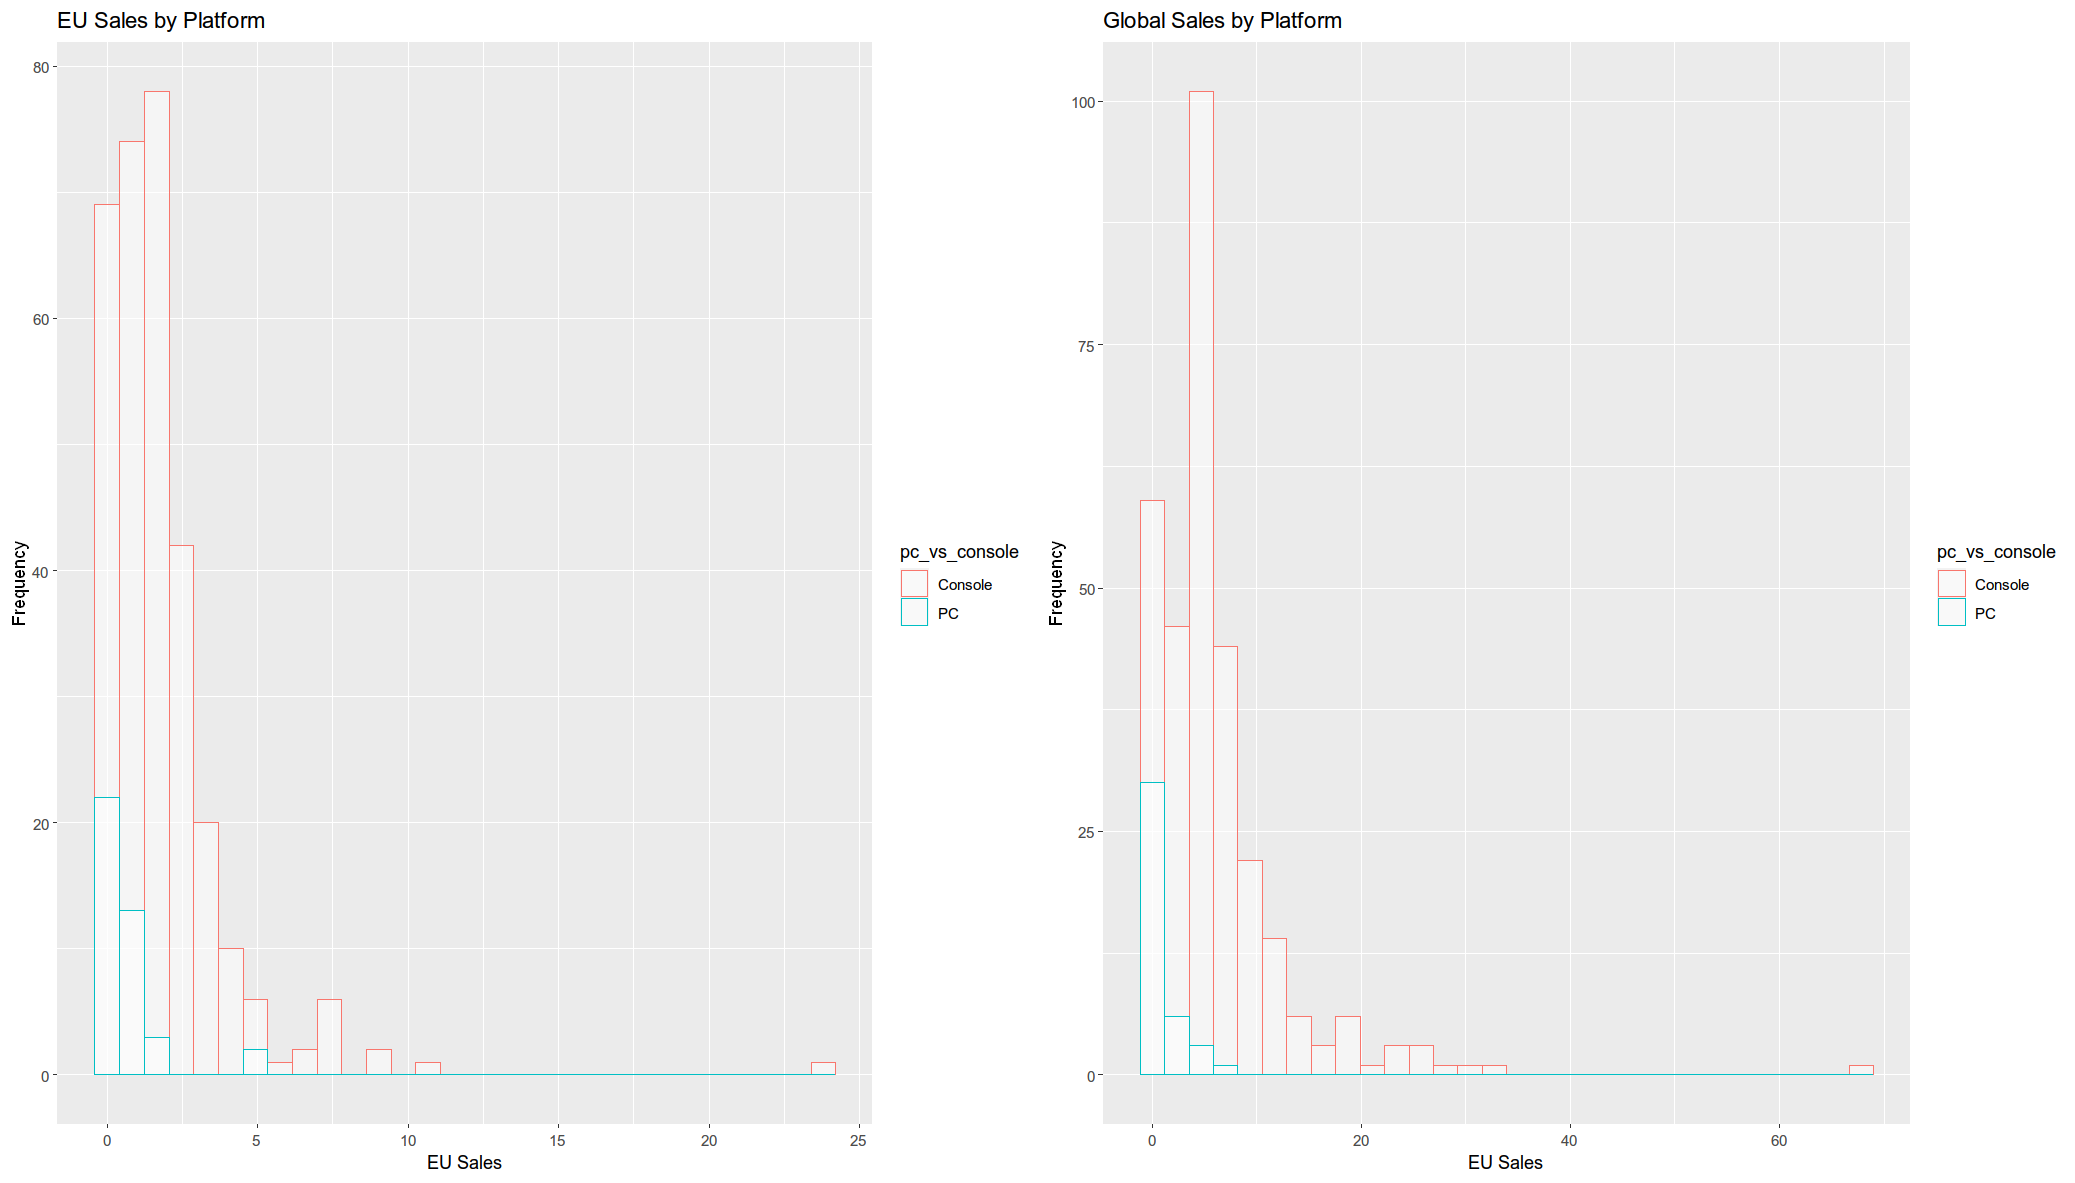 EU Sales by Platform
80
60
40
20
0
Frequency
0 5 10 15 20 25
EU Sales
pc_vs_console
Console
PC
Global Sales by Platform
100
75
50
25
0
Frequency
0 20 40 60
EU Sales
pc_vs_console
Console
PC